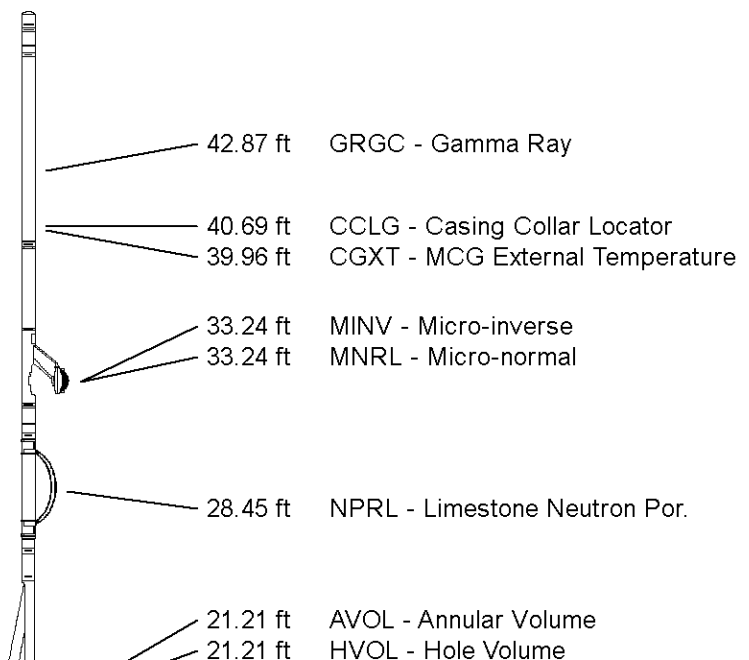 42.87 ft GRGC - Gamma Ray
40.69 ft CCLG - Casing Collar Locator
39.96 ft CGXT - MCG External Temperature
33.24 ft MINV - Micro-inverse
33.24 ft MNRL - Micro-normal
28.45 ft NPRL - Limestone Neutron Por.
21.21 ft AVOL - Annular Volume
21.21 ft HVOL - Hole Volume